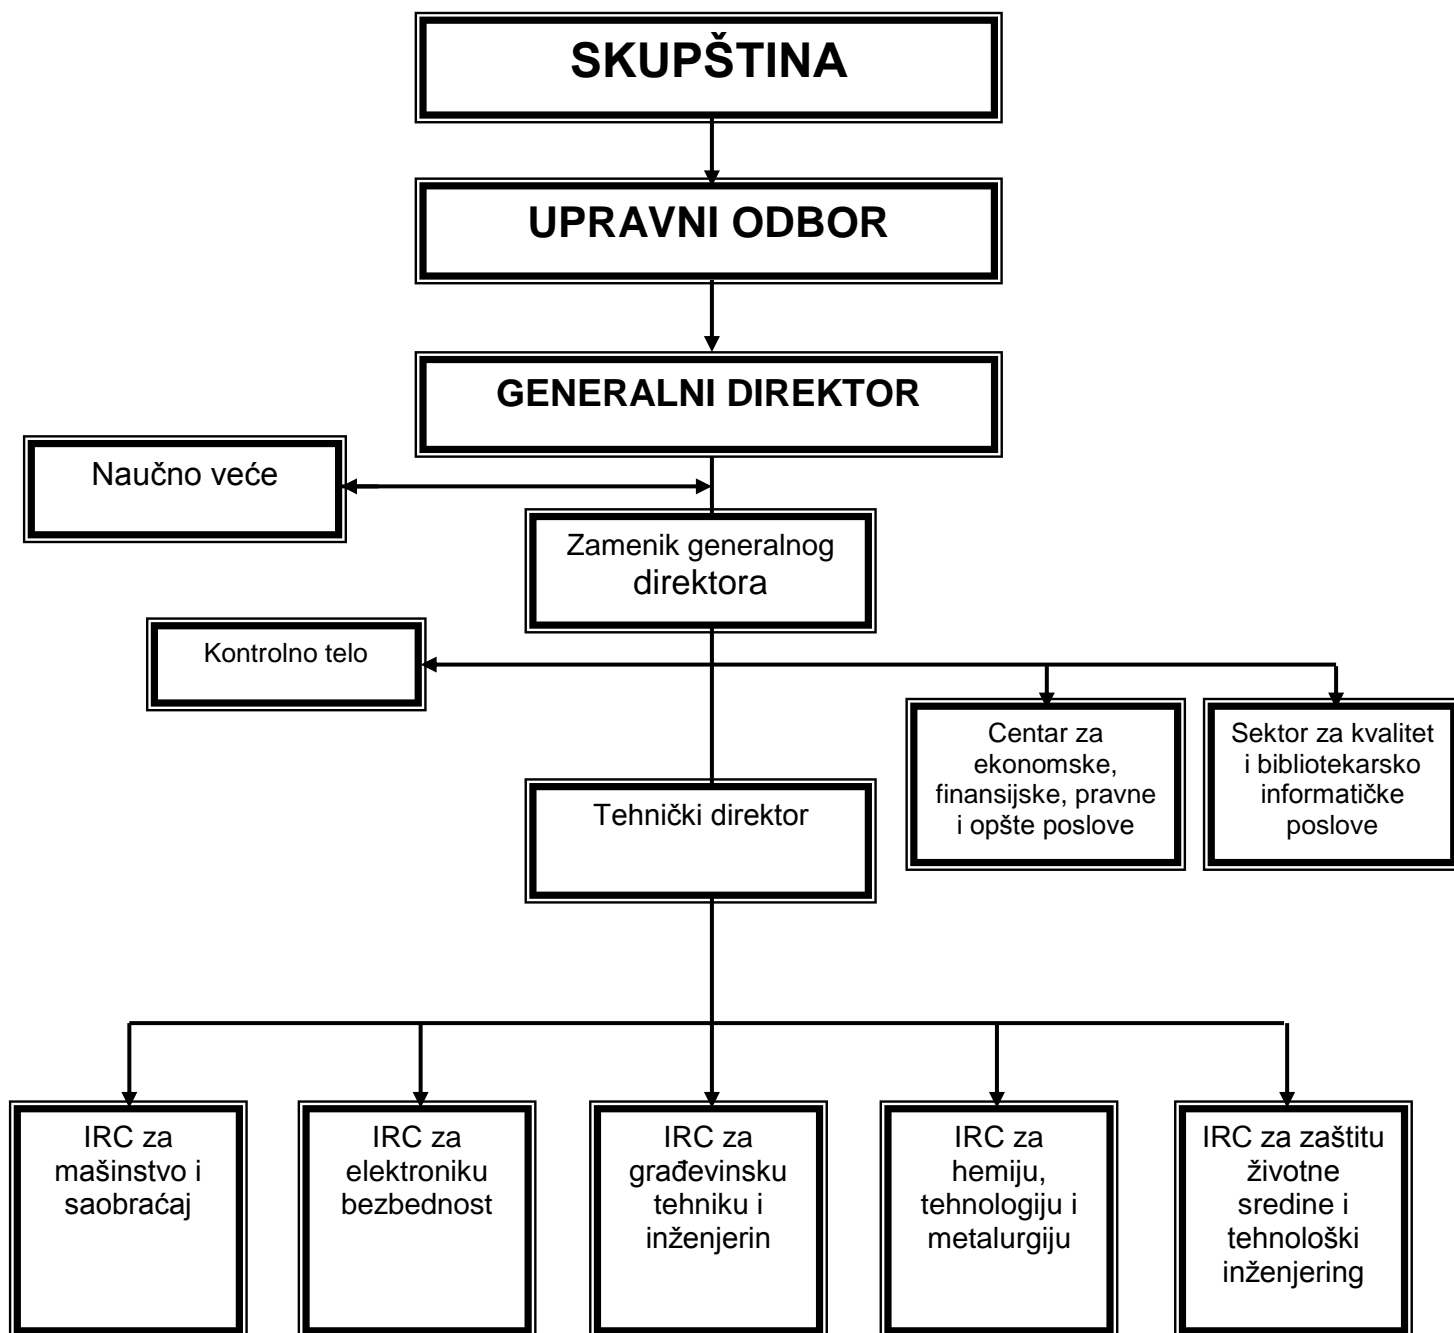 SKUPŠTINA
UPRAVNI ODBOR
GENERALNI DIREKTOR
Naučno veće
Zamenik generalnog
direktora
Kontrolno telo
Centar za
ekonomske,
finansijske, pravne
i opšte poslove
Sektor za kvalitet
i bibliotekarsko
informatičke
poslove
Tehnički direktor
IRC za
mašinstvo i
saobraćaj
IRC za
elektroniku
bezbednost
IRC za
građevinsku
tehniku i
inženjerin
IRC za
hemiju,
tehnologiju i
metalurgiju
IRC za zaštitu
životne
sredine i
tehnološki
inženjering